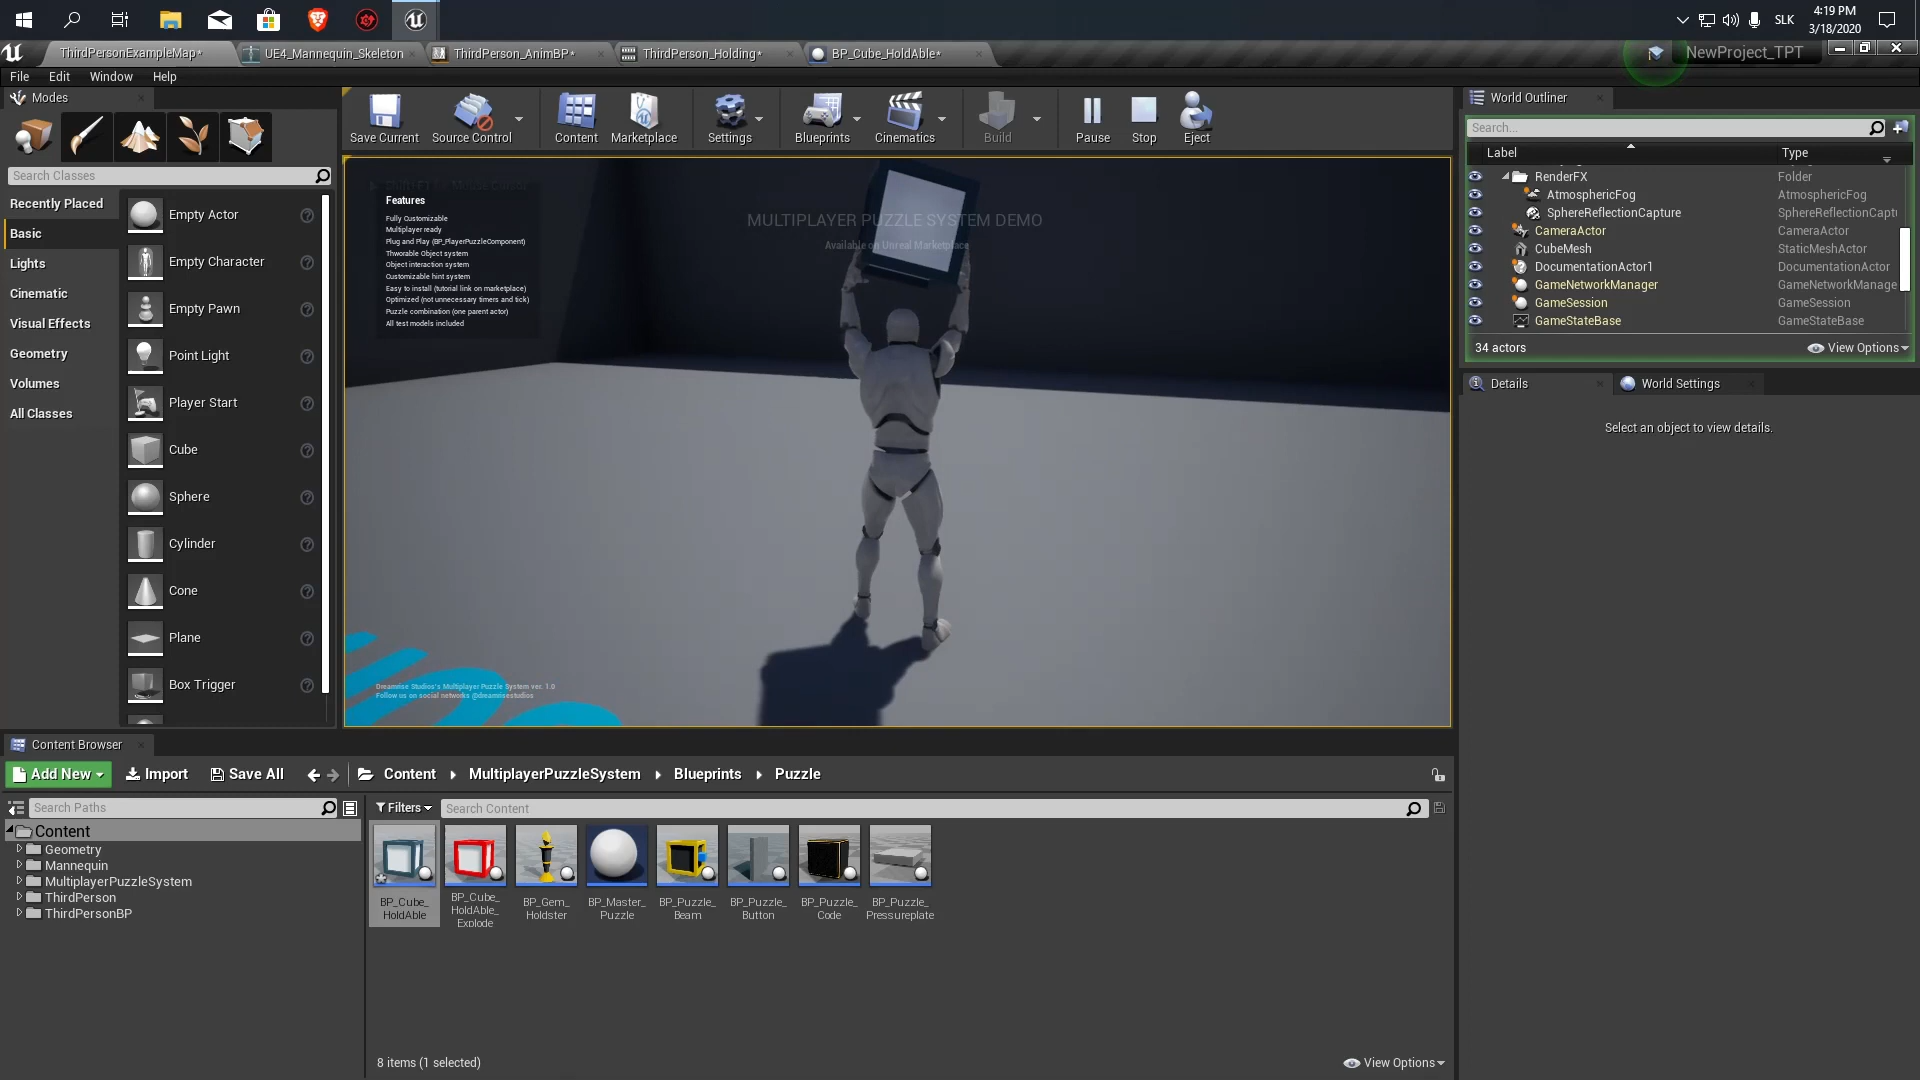 SLK
4:19 PM
3/18/2020
ThirdPersonExampleMap*
UE4_Mannequin_Skeleton
ThirdPerson_AnimBP*
ThirdPerson_Holding*
BP_Cube_HoldAble*
NewProject_TPT
File
Edit
Window
Help
Modes
Search Classes
Recently Placed
Basic
Lights
Cinematic
Visual Effects
Geometry
Volumes
All Classes
Empty Actor
Empty Character
Empty Pawn
Point Light
Player Start
Cube
Sphere
Cylinder
Cone
Plane
Box Trigger
Save Current
Source Control
Content
Marketplace
Settings
Blueprints
Cinematics
Build
Pause
Stop
Eject
Shift+F1 for Mouse Cursor
Features
Fully Customizable
Multiplayer ready
Plug and Play (BP_PlayerPuzzleComponent)
Thworable Object system
Object interaction system
Customizable hint system
Easy to install (tutorial link on marketplace)
Optimized (not unnecessary timers and tick)
Puzzle combination (one parent actor)
All test models included
MULTIPLAYER PUZZLE SYSTEM DEMO
Available on Unreal Marketplace
Dreamrise Studios's Multiplayer Puzzle System ver. 1.0
Follow us on social networks @dreamrisestudios
World Outliner
Search...
Label
Type
RenderFX
Folder
AtmosphericFog
AtmosphericFog
SphereReflectionCapture
SphereReflectionCaptu
CameraActor
CameraActor
CubeMesh
StaticMeshActor
DocumentationActor1
DocumentationActor
GameNetworkManager
GameNetworkManage
GameSession
GameSession
GameStateBase
GameStateBase
34 actors
View Options
Details
World Settings
Select an object to view details.
Content Browser
Add New
Import
Save All
Content
MultiplayerPuzzleSystem
Blueprints
Puzzle
Search Paths
Filters
Search Content
Content
Geometry
Mannequin
MultiplayerPuzzleSystem
ThirdPerson
ThirdPersonBP
BP_Cube_
HoldAble
BP_Cube_
HoldAble_
Explode
BP_Gem_
Holdster
BP_Master_
Puzzle
BP_Puzzle_
Beam
BP_Puzzle_
Button
BP_Puzzle_
Code
BP_Puzzle_
Pressureplate
8 items (1 selected)
View Options